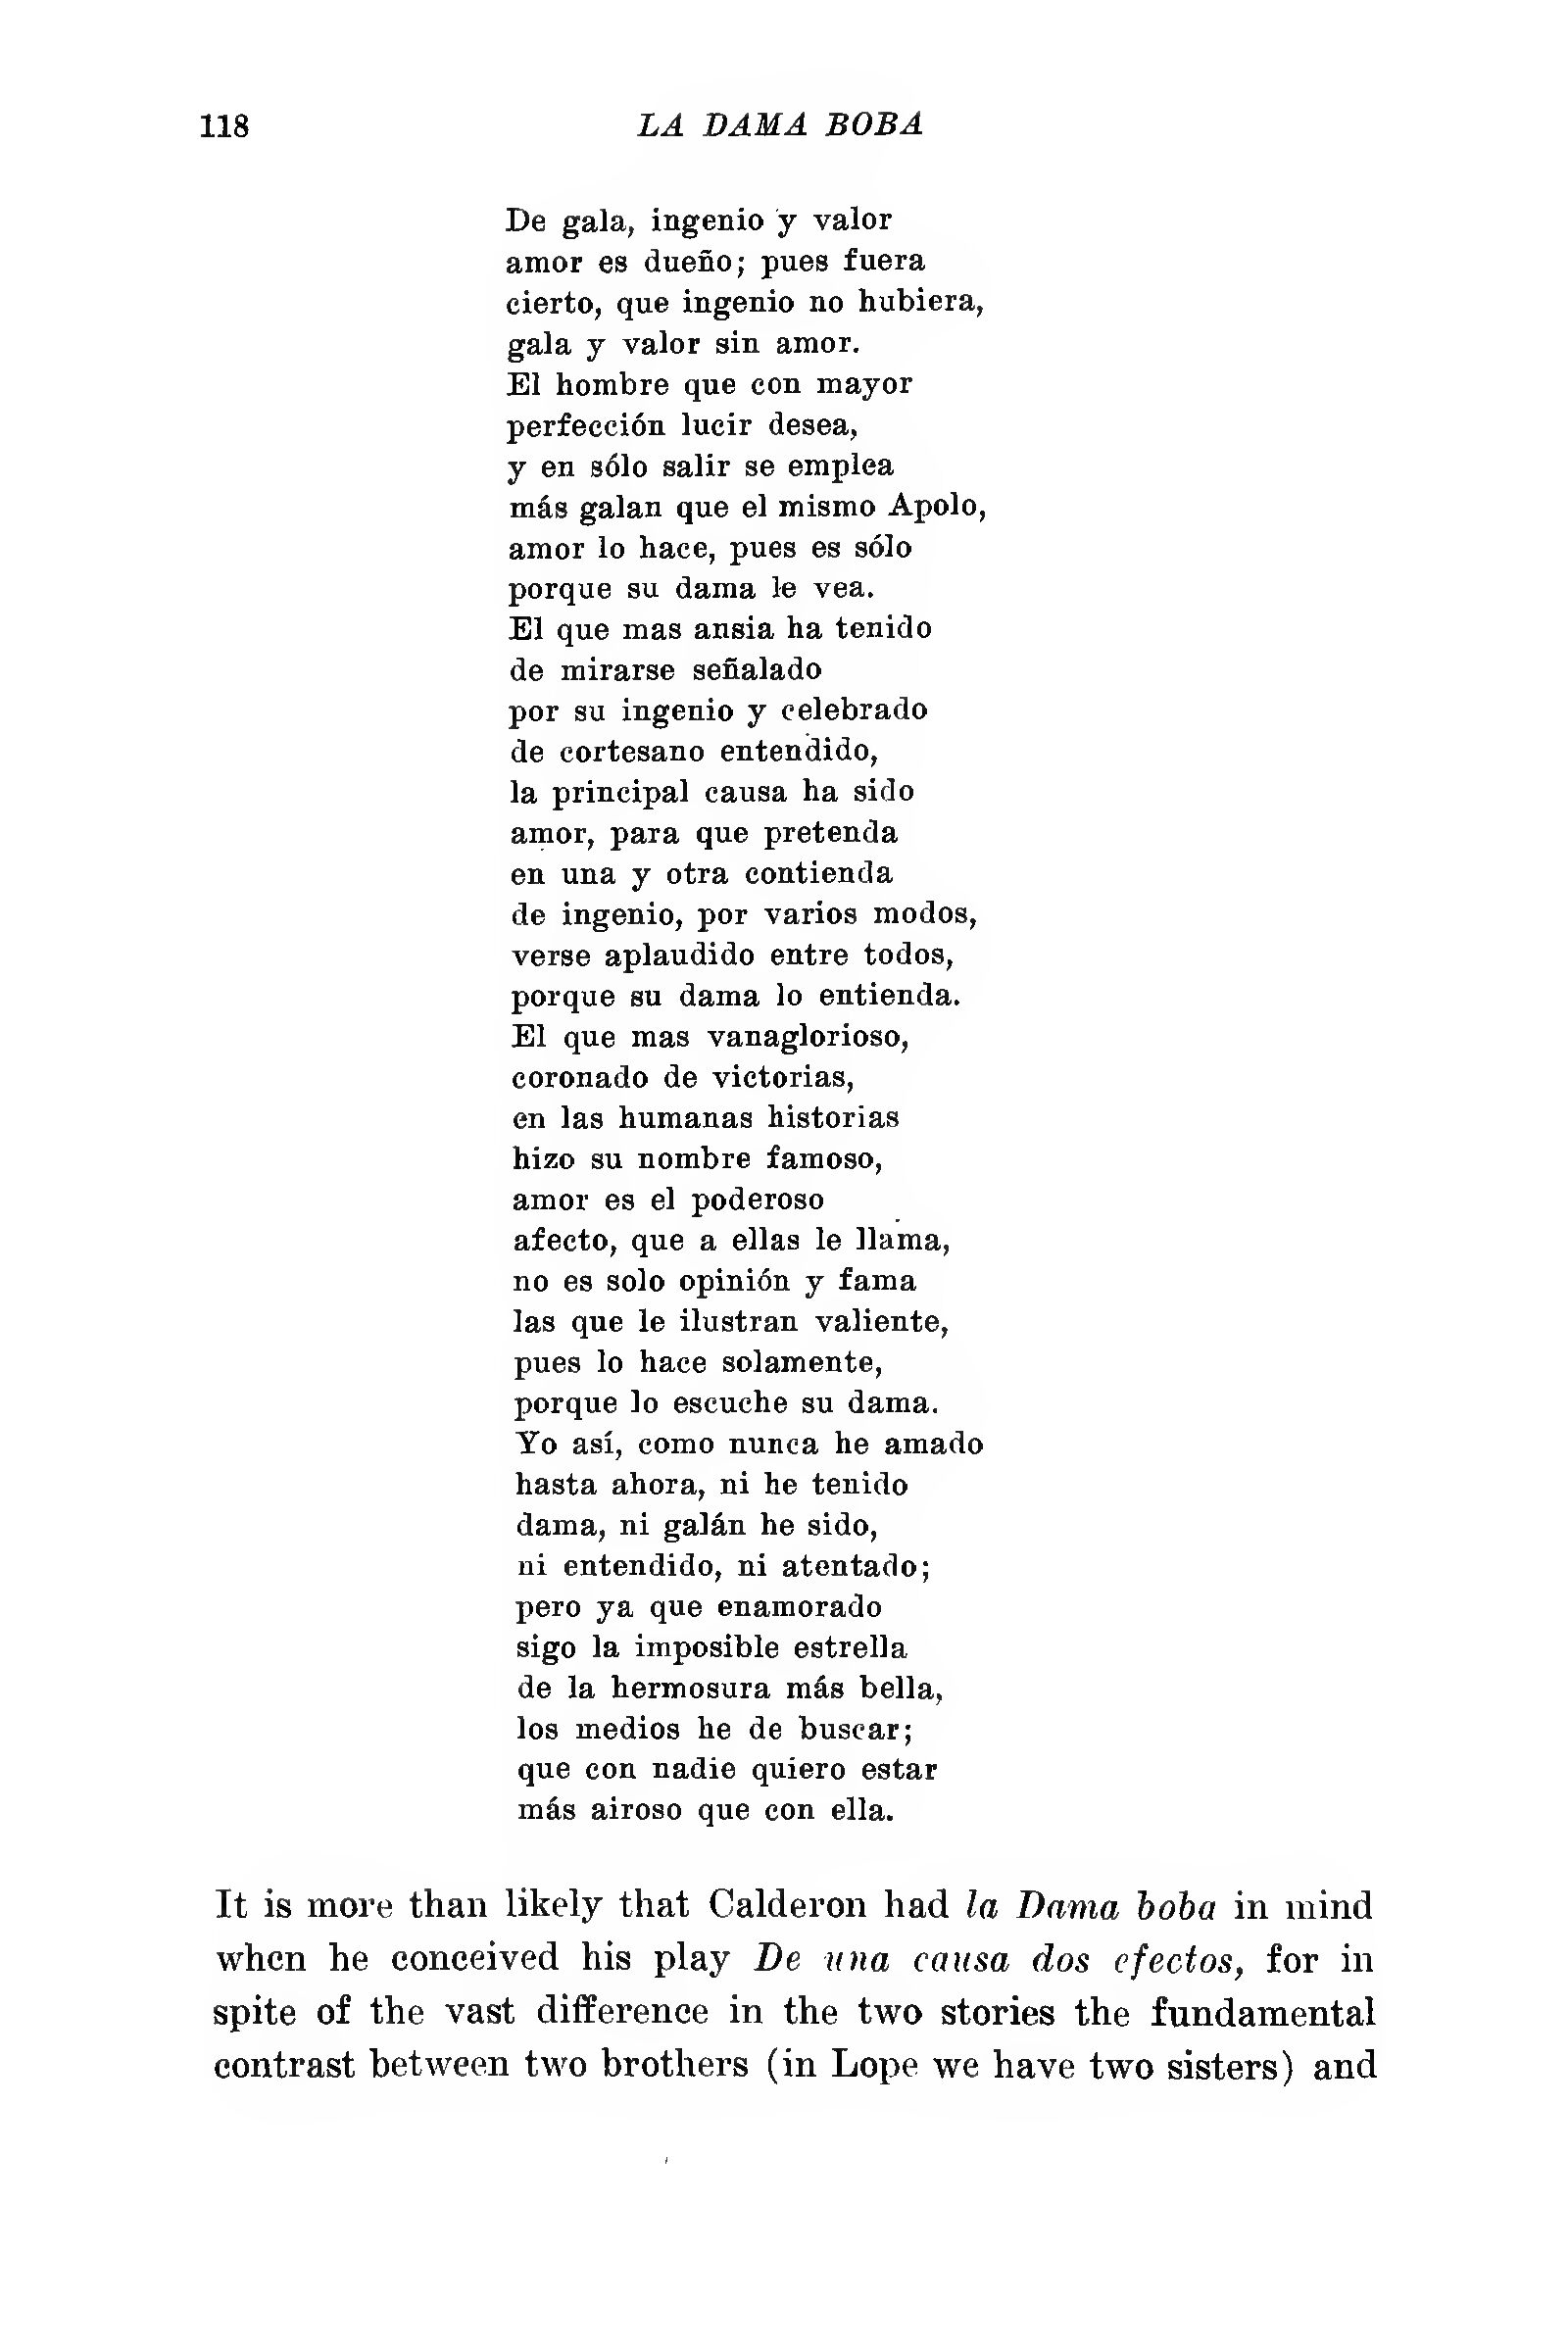 118 LA DAMA BOBA
De gala, ingenio y valor
amor es dueño; pues fuera
cierto, que ingenio no hubiera,
gala y valor sin amor.
El hombre que con mayor
perfección lucir desea,
y en sólo salir se emplea
más galan que el mismo Apolo,
amor lo hace, pues es sólo
porque su dama le vea.
El que mas ansia ha tenido
de mirarse señalado
por su ingenio y celebrado
de cortesano entendido,
la principal causa ha sido
amor, para que pretenda
en una y otra contienda
de ingenio, por varios modos,
verse aplaudido entre todos,
porque su dama lo entienda.
El que mas vanaglorioso,
coronado de victorias,
en las humanas historias
hizo su nombre famoso,
amor es el poderoso
afecto, que a ellas le llama,
no es solo opinión y fama
las que le ilustran valiente,
pues lo hace solamente,
porque lo escuche su dama.
Yo así, como nunca he amado
hasta ahora, ni he tenido
dama, ni galán he sido,
ni entendido, ni atentado;
pero ya que enamorado
sigo la imposible estrella
de la hermosura más bella,
los medios he de buscar;
que con nadie quiero estar
más airoso que con ella.
It is more than likely that Calderon had la Dama boba in mind
when he conceived his play De una causa dos efectos, for in
spite of the vast difference in the two stories the fundamental
contrast between two brothers (in Lope we have two sisters) and